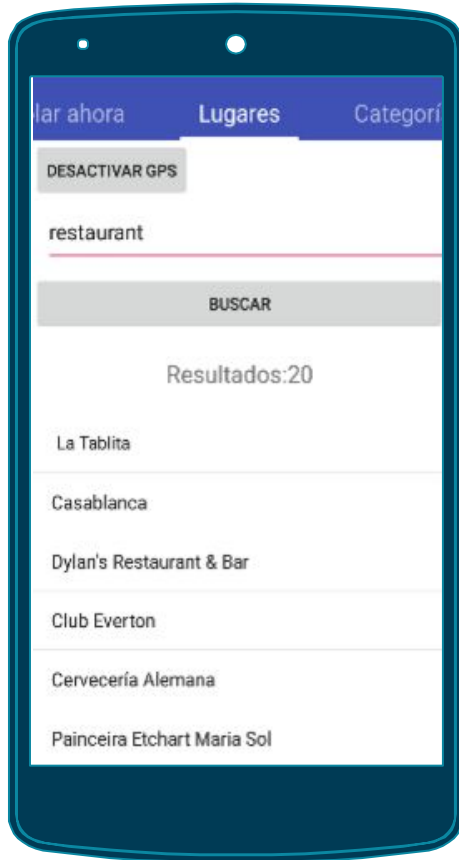 lar ahora Lugares Categorí
DESACTIVAR GPS
restaurant
BUSCAR
Resultados:20
La Tablita
Casablanca
Dylan's Restaurant & Bar
Club Everton
Cervecería Alemana
Painceira Etchart Maria Sol